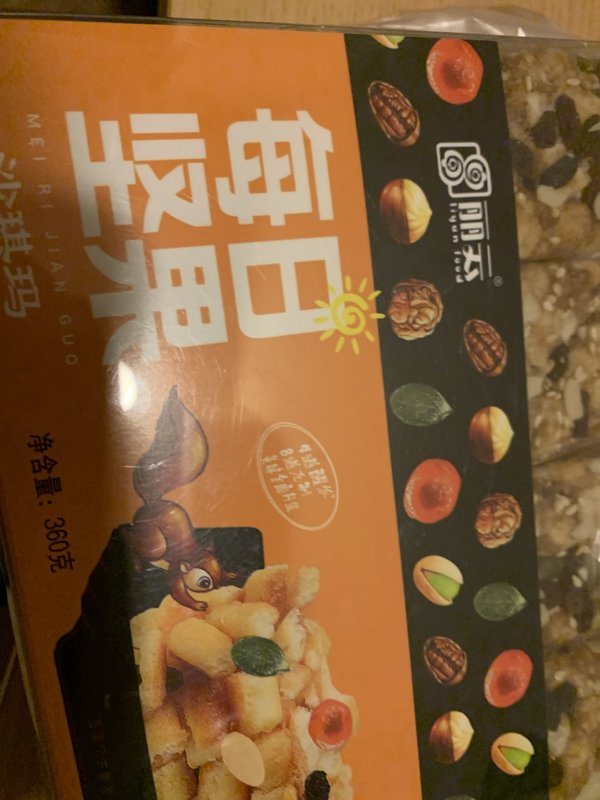 丽云®
liyun food
每日
坚果
MEI RI JIAN GUO
沙琪玛
净含量：360克